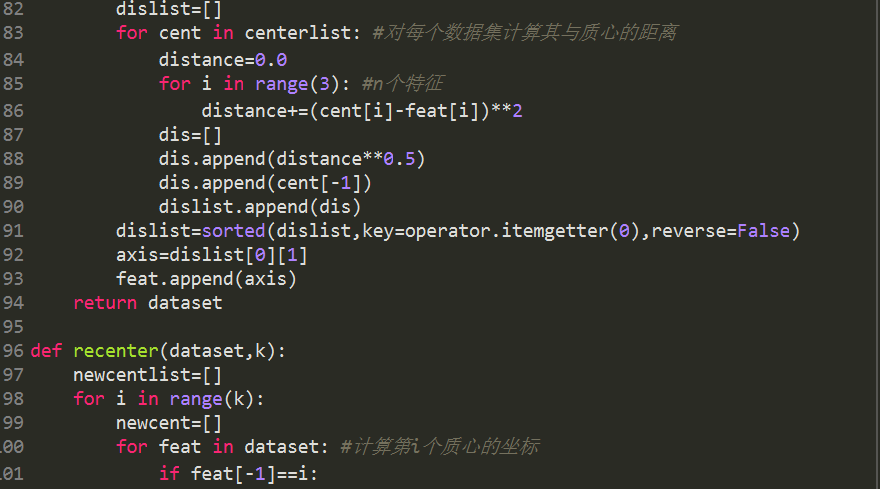 82 dislist=[]
83 for cent in centerlist: #对每个数据集计算其与质心的距离
84 distance=0.0
85 for i in range(3): #n个特征
86 distance+=(cent[i]-feat[i])**2
87 dis=[]
88 dis.append(distance**0.5)
89 dis.append(cent[-1])
90 dislist.append(dis)
91 dislist=sorted(dislist,key=operator.itemgetter(0),reverse=False)
92 axis=dislist[0][1]
93 feat.append(axis)
94 return dataset
95
96 def recenter(dataset,k):
97 newcentlist=[]
98 for i in range(k):
99 newcent=[]
100 for feat in dataset: #计算第i个质心的坐标
101 if feat[-1]==i: